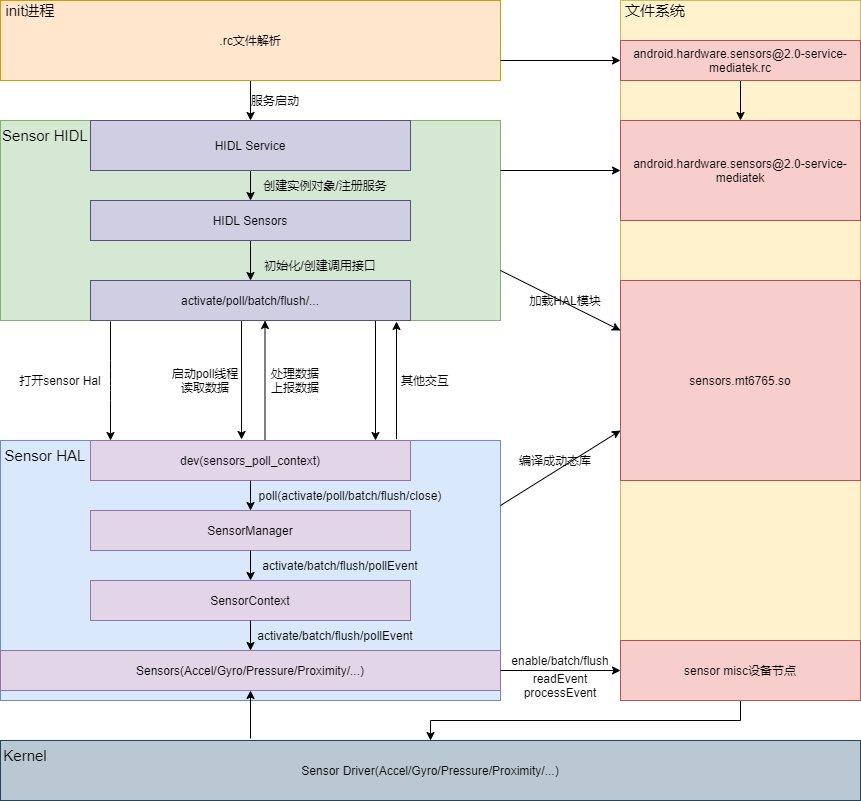 init进程
.rc文件解析
文件系统
android.hardware.sensors@2.0-service-
mediatek.rc
服务启动
Sensor HIDL
HIDL Service
创建实例对象/注册服务
HIDL Sensors
初始化/创建调用接口
activate/poll/batch/flush/...
android.hardware.sensors@2.0-service-
mediatek
加载HAL模块
sensors.mt6765.so
打开sensor Hal
启动poll线程
读取数据
处理数据
上报数据
其他交互
编译成动态库
Sensor HAL
dev(sensors_poll_context)
poll(activate/poll/batch/flush/close)
SensorManager
activate/batch/flush/pollEvent
SensorContext
activate/batch/flush/pollEvent
Sensors(Accel/Gyro/Pressure/Proximity/...)
enable/batch/flush
readEvent
processEvent
sensor misc设备节点
Kernel
Sensor Driver(Accel/Gyro/Pressure/Proximity/...)